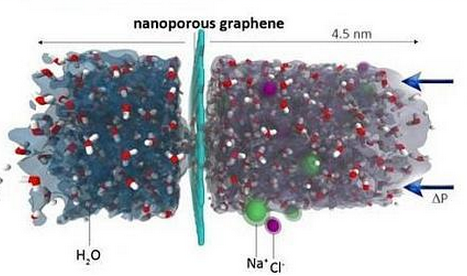 nanoporous graphene
4.5 nm
ΔP
H₂O
Na⁺ Cl⁻